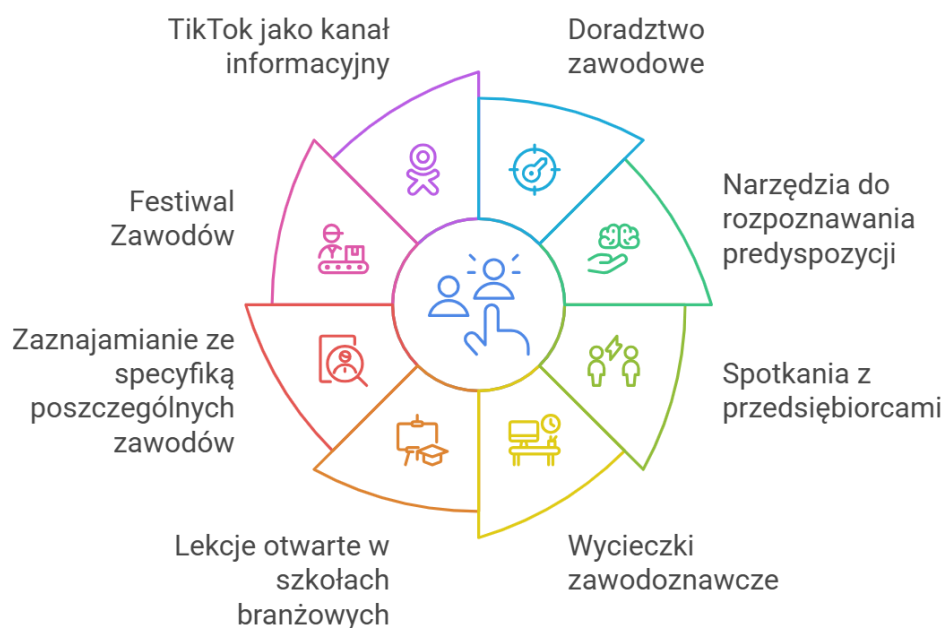 TikTok jako kanał
informacyjny
Doradztwo
zawodowe
Narzędzia do
rozpoznawania
predyspozycji
Spotkania z
przedsiębiorcami
Wycieczki
zawodoznawcze
Lekcje otwarte w
szkołach
branżowych
Zaznajamianie ze
specyfiką
poszczególnych
zawodów
Festiwal
Zawodów